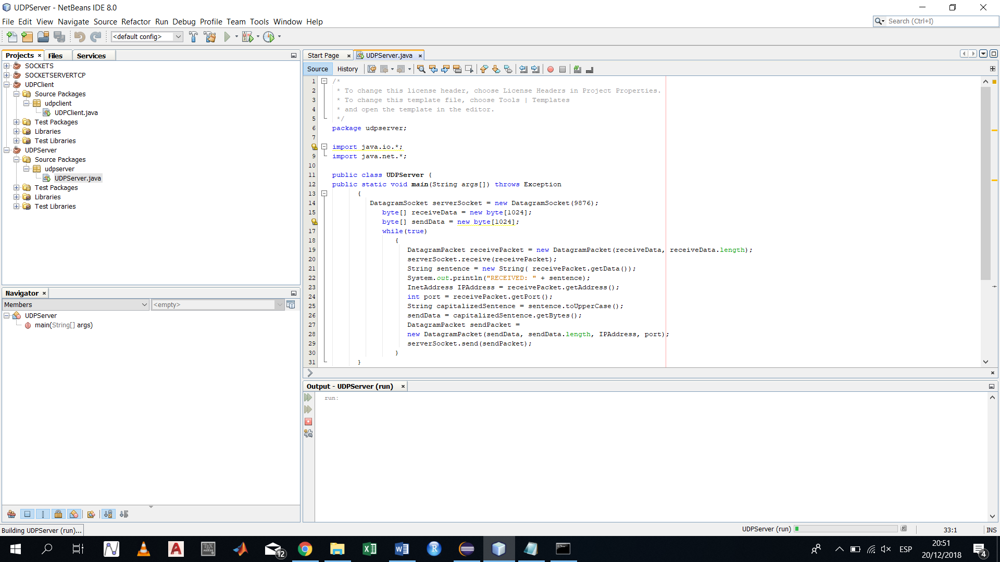 UDPServer - NetBeans IDE 8.0
File Edit View Navigate Source Refactor Run Debug Profile Team Tools Window Help
Search (Ctrl+I)
<default config>
Projects × Files Services
SOCKETS
SOCKETSERVERTCP
UDPClient
Source Packages
udpclient
UDPClient.java
Test Packages
Libraries
Test Libraries
UDPServer
Source Packages
udpserver
UDPServer.java
Test Packages
Libraries
Test Libraries
Navigator ×
Members
<empty>
UDPServer
main(String[] args)
Start Page × UDPServer.java ×
Source History
1 /*
2 * To change this license header, choose License Headers in Project Properties.
3 * To change this template file, choose Tools | Templates
4 * and open the template in the editor.
5 */
6 package udpserver;
7
import java.io.*;
9 import java.net.*;
10
11 public class UDPServer {
12 public static void main(String args[]) throws Exception
13 {
14 DatagramSocket serverSocket = new DatagramSocket(9876);
15 byte[] receiveData = new byte[1024];
byte[] sendData = new byte[1024];
17 while(true)
18 {
19 DatagramPacket receivePacket = new DatagramPacket(receiveData, receiveData.length);
20 serverSocket.receive(receivePacket);
21 String sentence = new String( receivePacket.getData());
22 System.out.println("RECEIVED: " + sentence);
23 InetAddress IPAddress = receivePacket.getAddress();
24 int port = receivePacket.getPort();
25 String capitalizedSentence = sentence.toUpperCase();
26 sendData = capitalizedSentence.getBytes();
27 DatagramPacket sendPacket =
28 new DatagramPacket(sendData, sendData.length, IPAddress, port);
29 serverSocket.send(sendPacket);
30 }
31 }
Output - UDPServer (run) ×
run:
Building UDPServer (run)...
UDPServer (run)
33:1
INS
12
ESP
20:51
20/12/2018
4